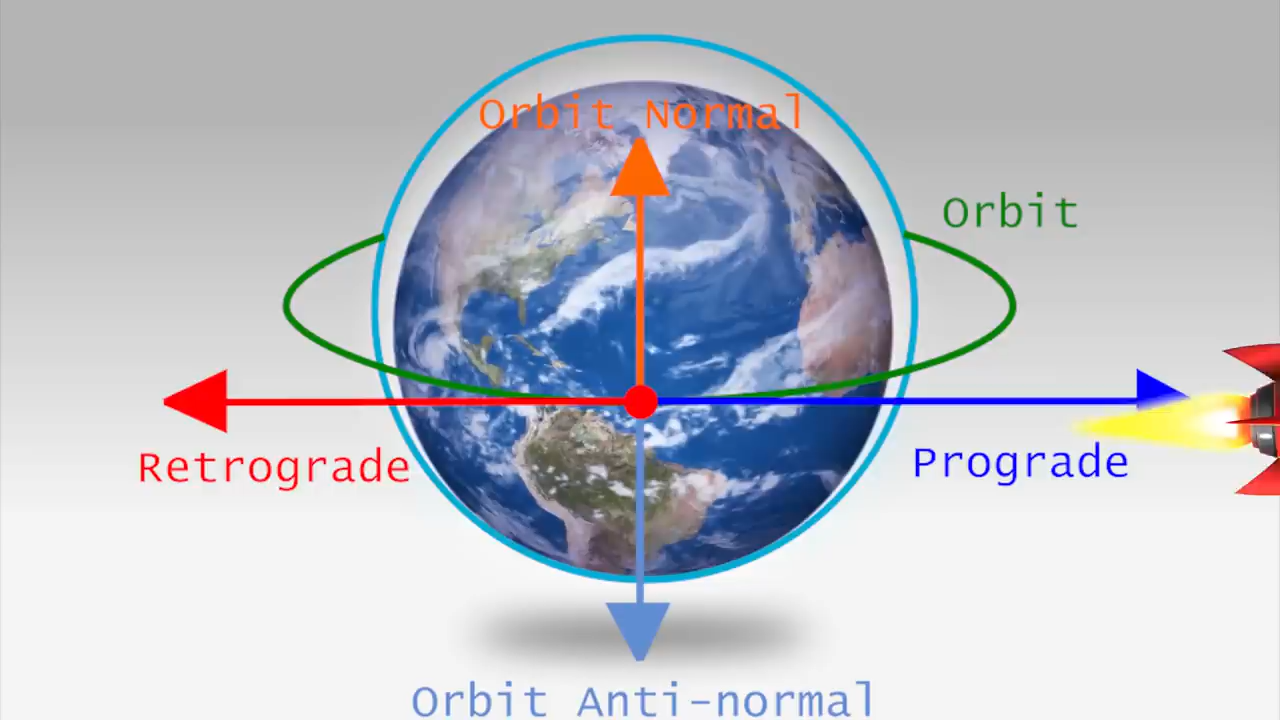 Orbit Normal
Orbit
Retrograde
Prograde
Orbit Anti-normal